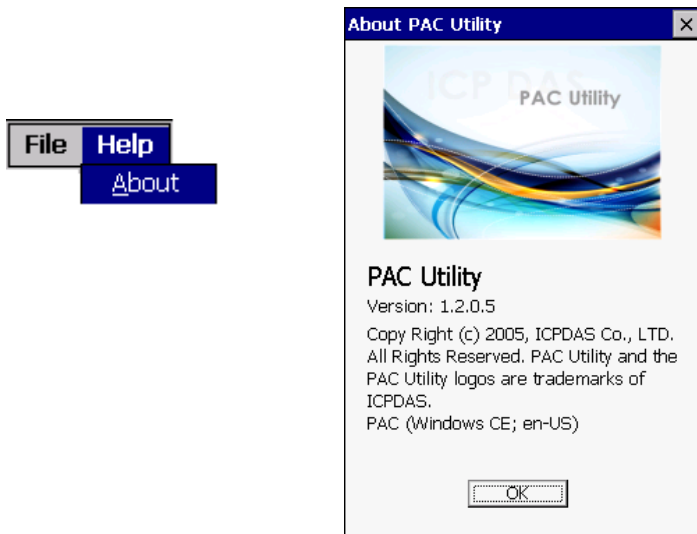 File Help
About
About PAC Utility
ICP DAS
PAC Utility
PAC Utility
Version: 1.2.0.5
Copy Right (c) 2005, ICPDAS Co., LTD.
All Rights Reserved. PAC Utility and the
PAC Utility logos are trademarks of
ICPDAS.
PAC (Windows CE; en-US)
OK